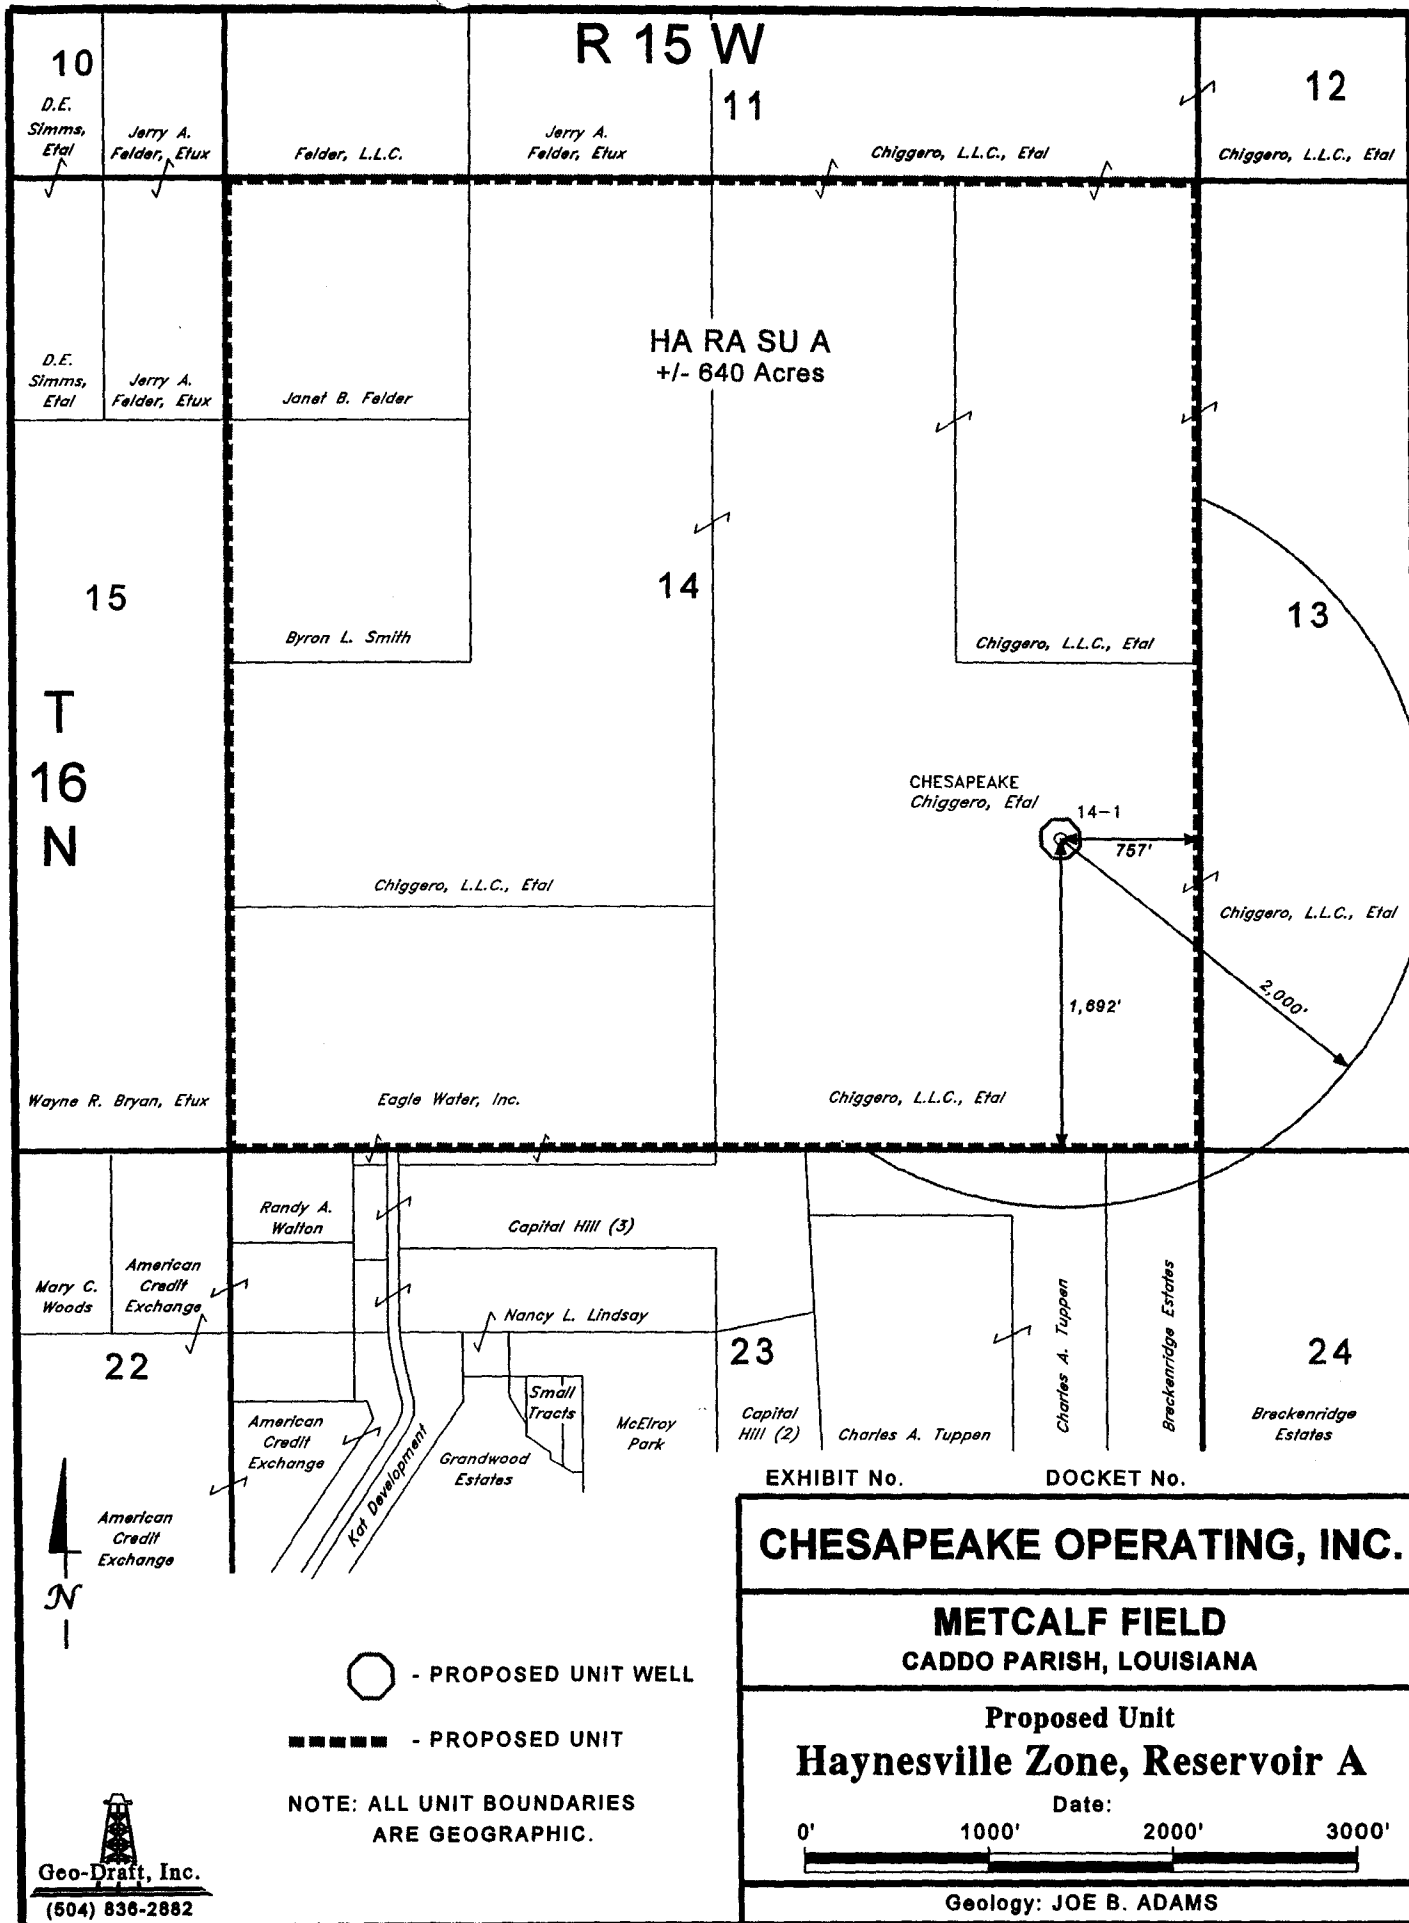 R 15 W
10
11
12
D.E.
Simms,
Etal
Jerry A.
Felder, Etux
Felder, L.L.C.
Jerry A.
Felder, Etux
Chiggero, L.L.C., Etal
Chiggero, L.L.C., Etal
HA RA SU A
+/- 640 Acres
D.E.
Simms,
Etal
Jerry A.
Felder, Etux
Janet B. Felder
15
14
13
Byron L. Smith
Chiggero, L.L.C., Etal
T
16
N
CHESAPEAKE
Chiggero, Etal
14-1
757'
Chiggero, L.L.C., Etal
Chiggero, L.L.C., Etal
2,000'
1,692'
Wayne R. Bryan, Etux
Eagle Water, Inc.
Chiggero, L.L.C., Etal
Randy A.
Walton
Capital Hill (3)
Mary C.
Woods
American
Credit
Exchange
Nancy L. Lindsay
Charles A. Tuppen
Breckenridge Estates
22
23
24
Small
Tracts
American
Credit
Exchange
Kat Development
Grandwood
Estates
McElroy
Park
Capital
Hill (2)
Charles A. Tuppen
Breckenridge
Estates
American
Credit
Exchange
N
EXHIBIT No.
DOCKET No.
CHESAPEAKE OPERATING, INC.
METCALF FIELD
CADDO PARISH, LOUISIANA
Proposed Unit
Haynesville Zone, Reservoir A
Date:
0' 1000' 2000' 3000'
Geology: JOE B. ADAMS
- PROPOSED UNIT WELL
- PROPOSED UNIT
NOTE: ALL UNIT BOUNDARIES
ARE GEOGRAPHIC.
Geo-Draft, Inc.
(504) 836-2882